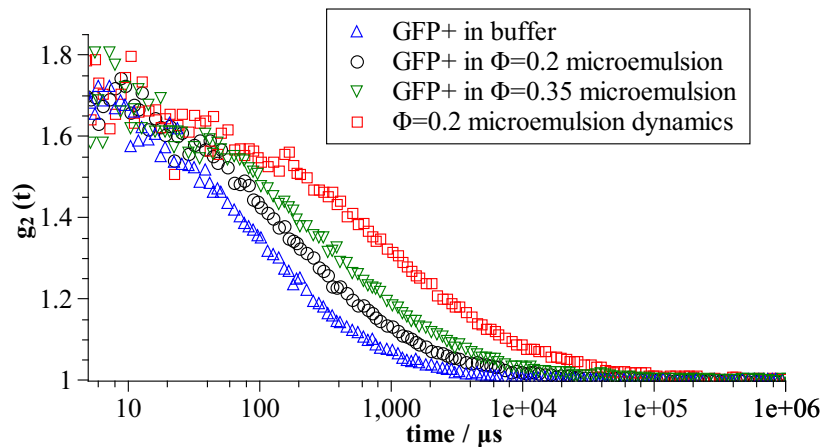 GFP+ in buffer
GFP+ in Φ=0.2 microemulsion
GFP+ in Φ=0.35 microemulsion
Φ=0.2 microemulsion dynamics
1.8
1.6
1.4
1.2
1
g₂ (t)
10 100 1,000 1e+04 1e+05 1e+06
time / µs